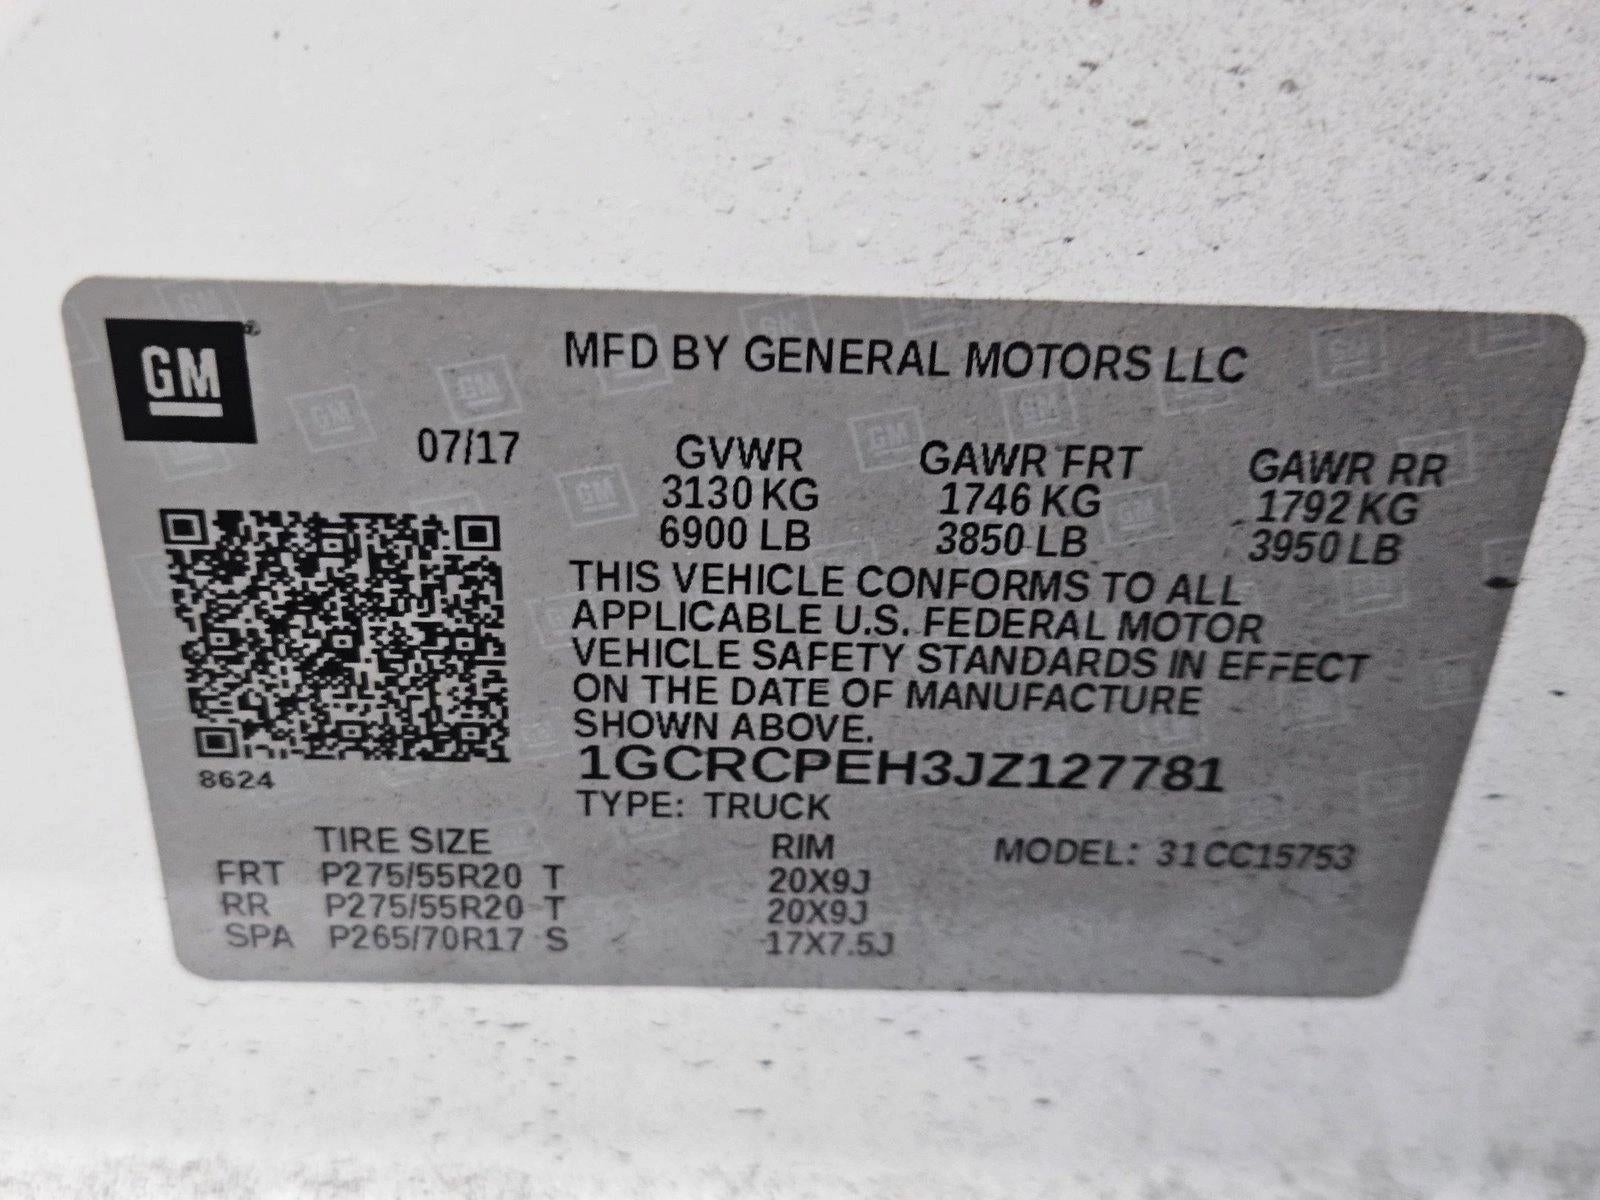 GM
MFD BY GENERAL MOTORS LLC
07/17
GVWR GAWR FRT GAWR RR
3130 KG 1746 KG 1792 KG
6900 LB 3850 LB 3950 LB
THIS VEHICLE CONFORMS TO ALL
APPLICABLE U.S. FEDERAL MOTOR
VEHICLE SAFETY STANDARDS IN EFFECT
ON THE DATE OF MANUFACTURE
SHOWN ABOVE.
8624
1GCRCPEH3JZ127781
TYPE: TRUCK
TIRE SIZE RIM MODEL: 31CC15753
FRT P275/55R20 T 20X9J
RR P275/55R20 T 20X9J
SPA P265/70R17 S 17X7.5J